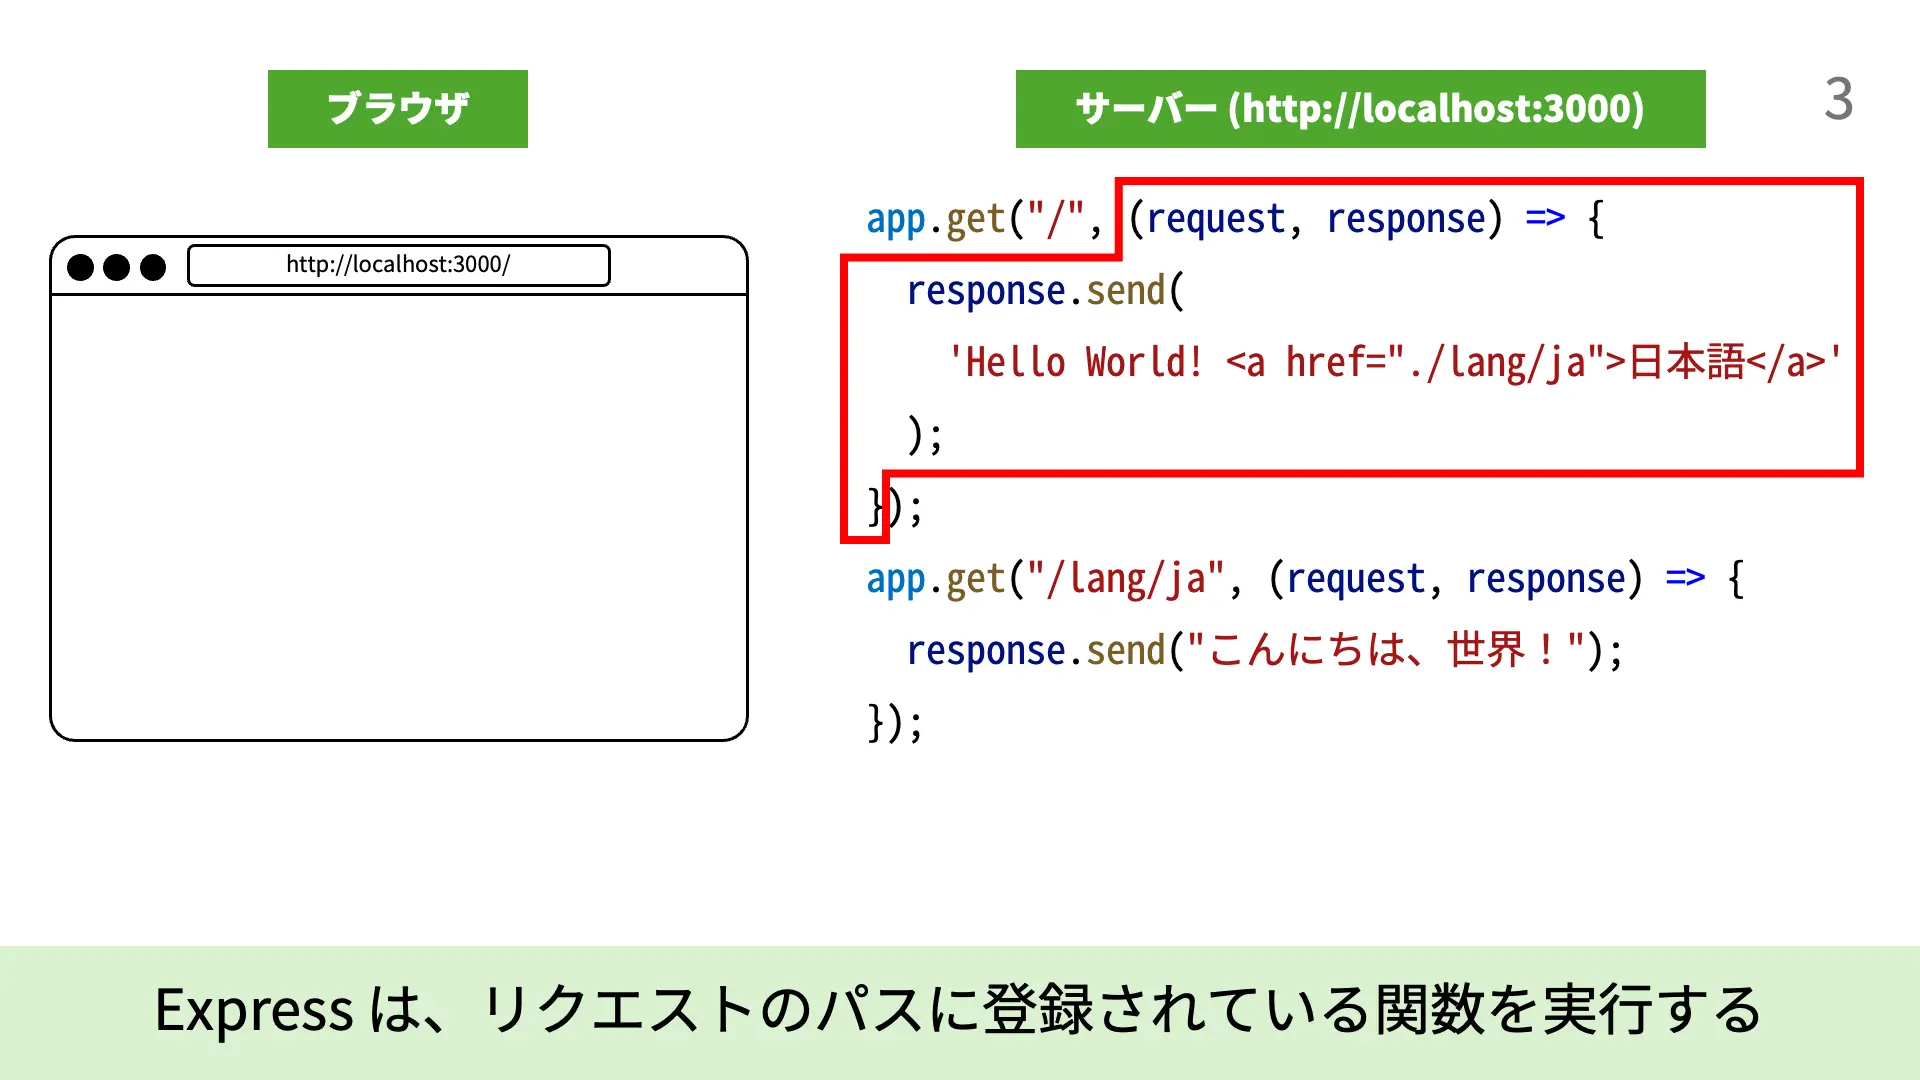 ブラウザ
サーバー (http://localhost:3000)
3
http://localhost:3000/
app.get("/", (request, response) => {
  response.send(
    'Hello World! <a href="./lang/ja">日本語</a>'
  );
});
app.get("/lang/ja", (request, response) => {
  response.send("こんにちは、世界！");
});
Express は、リクエストのパスに登録されている関数を実行する